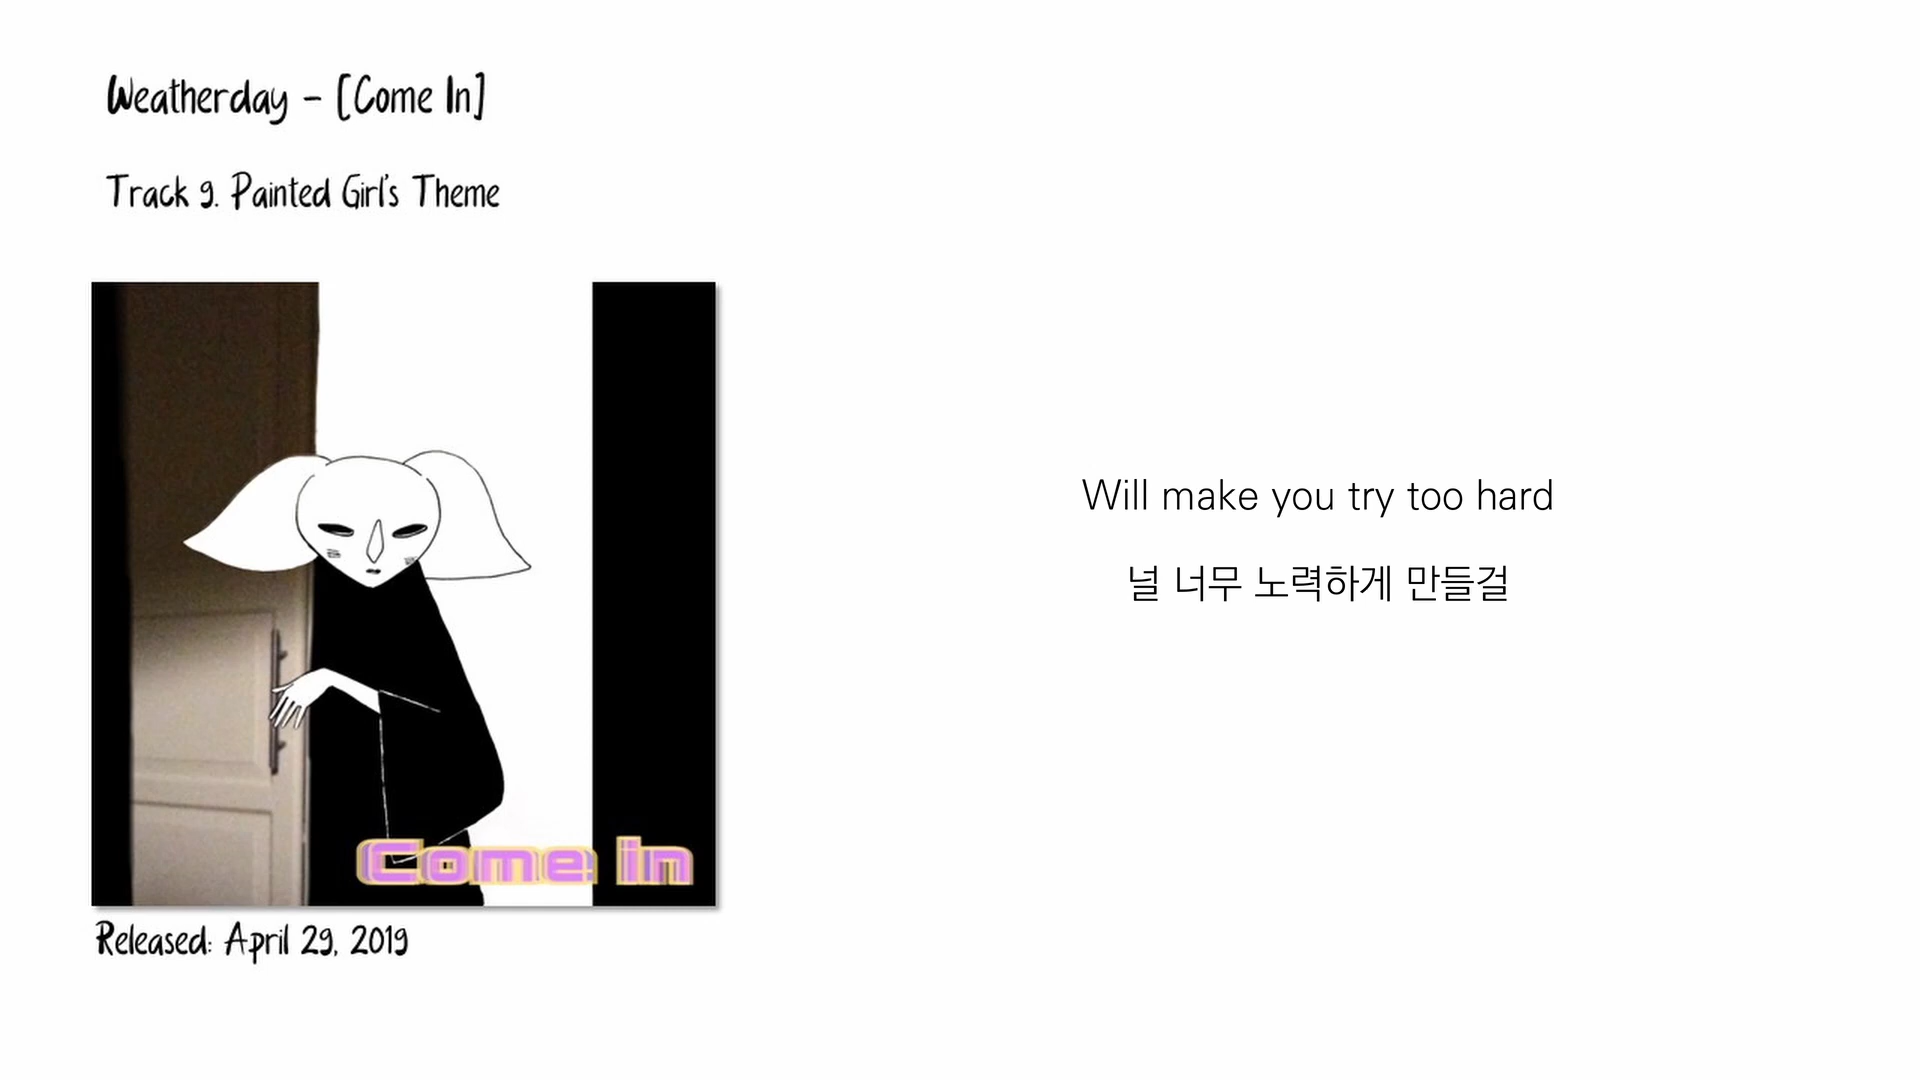 Weatherday - [Come In]
Track 9. Painted Girl's Theme
Come in
Released: April 29, 2019
Will make you try too hard
널 너무 노력하게 만들걸